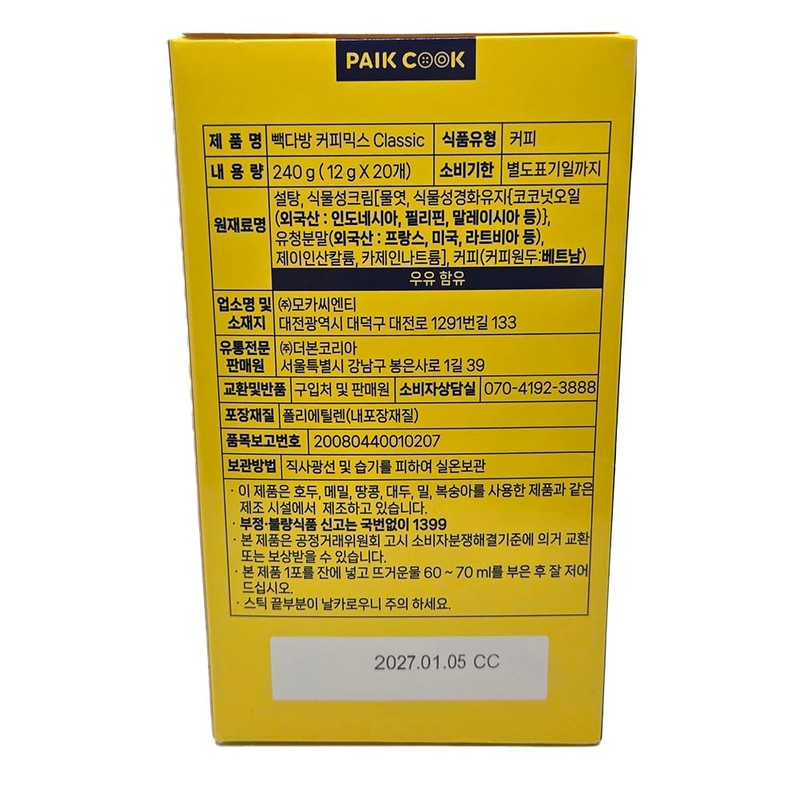 PAIK COOK
제 품 명 빽다방 커피믹스 Classic 식품유형 커피
내 용 량 240 g ( 12 g X 20개) 소비기한 별도표기일까지
원재료명 설탕, 식물성크림[물엿, 식물성경화유지{코코넛오일
(외국산 : 인도네시아, 필리핀, 말레이시아 등)},
유청분말(외국산 : 프랑스, 미국, 라트비아 등),
제이인산칼륨, 카제인나트륨], 커피(커피원두:베트남)
우유 함유
업소명 및 소재지 ㈜모카씨엔티
대전광역시 대덕구 대전로 1291번길 133
유통전문 판매원 ㈜더본코리아
서울특별시 강남구 봉은사로 1길 39
교환및반품 구입처 및 판매원 소비자상담실 070-4192-3888
포장재질 폴리에틸렌(내포장재질)
품목보고번호 20080440010207
보관방법 직사광선 및 습기를 피하여 실온보관
· 이 제품은 호두, 메밀, 땅콩, 대두, 밀, 복숭아를 사용한 제품과 같은
제조 시설에서 제조하고 있습니다.
· 부정·불량식품 신고는 국번없이 1399
· 본 제품은 공정거래위원회 고시 소비자분쟁해결기준에 의거 교환
또는 보상받을 수 있습니다.
· 본 제품 1포를 잔에 넣고 뜨거운물 60 ~ 70 ml를 부은 후 잘 저어
드십시오.
· 스틱 끝부분이 날카로우니 주의 하세요.
2027.01.05 CC